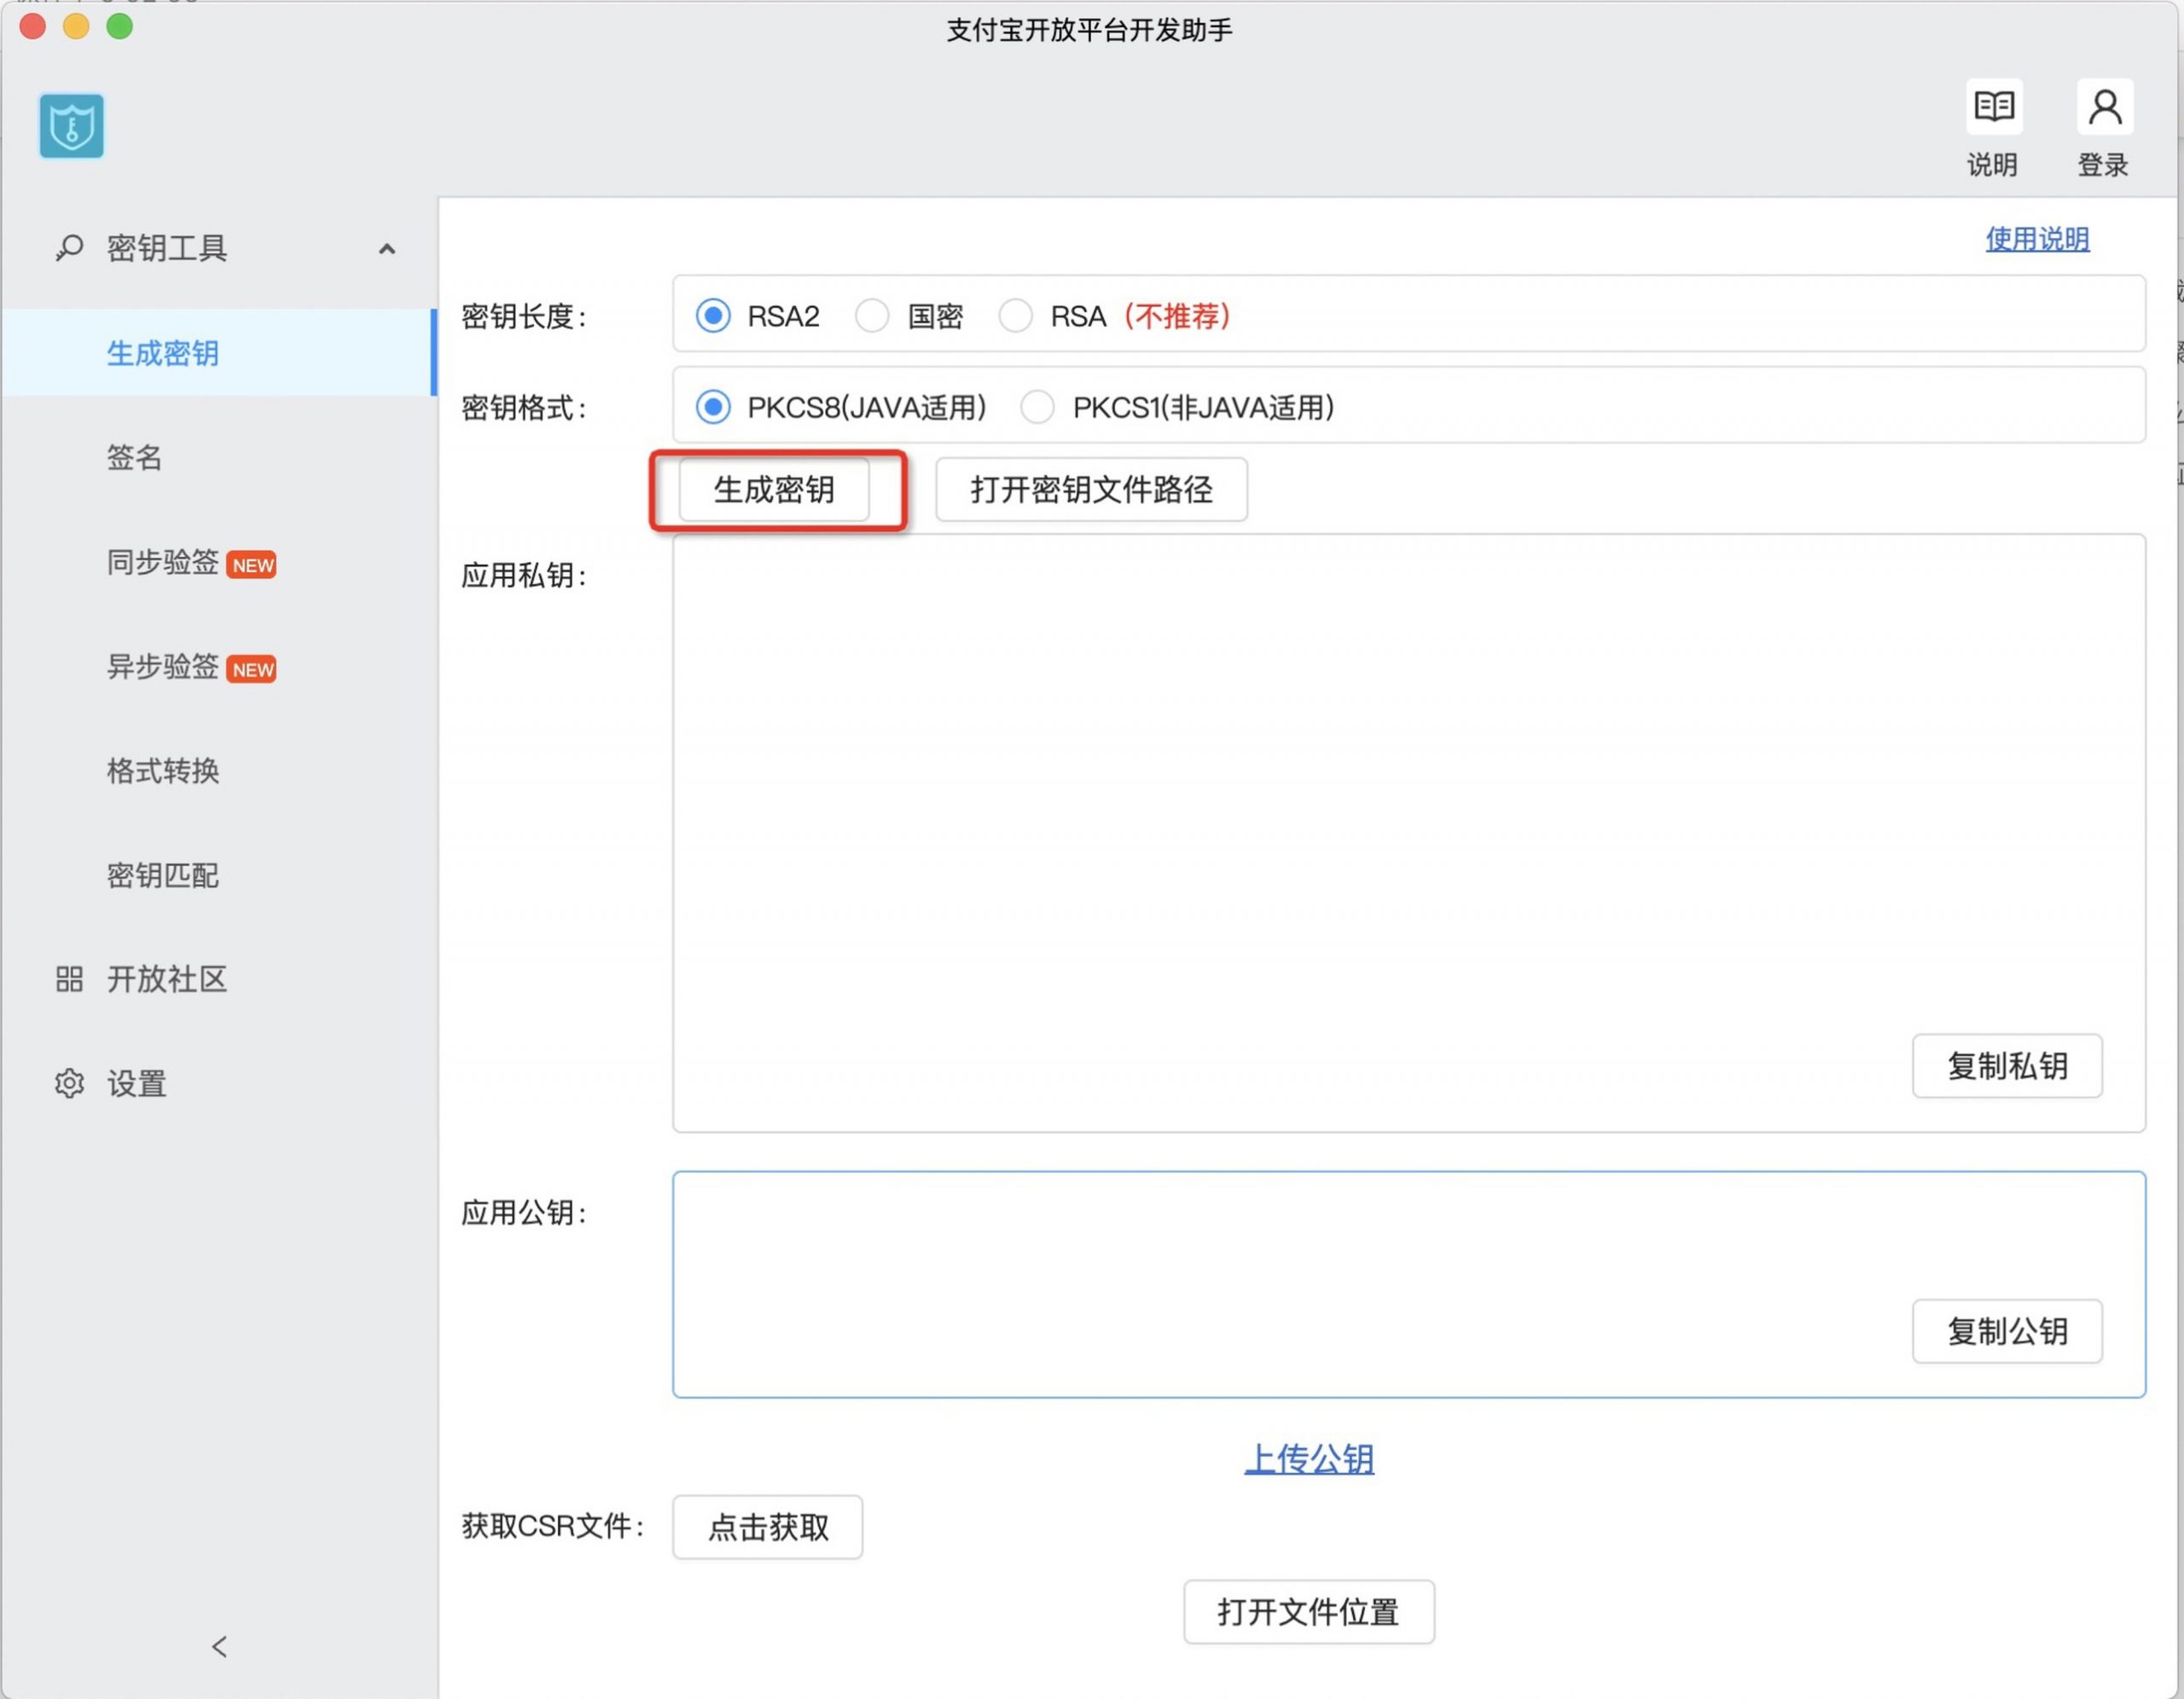 支付宝开放平台开发助手
说明
登录
密钥工具
生成密钥
签名
同步验签 NEW
异步验签 NEW
格式转换
密钥匹配
开放社区
设置
使用说明
密钥长度: RSA2 国密 RSA (不推荐)
密钥格式: PKCS8(JAVA适用) PKCS1(非JAVA适用)
生成密钥 打开密钥文件路径
应用私钥:
复制私钥
应用公钥:
复制公钥
上传公钥
获取CSR文件: 点击获取
打开文件位置